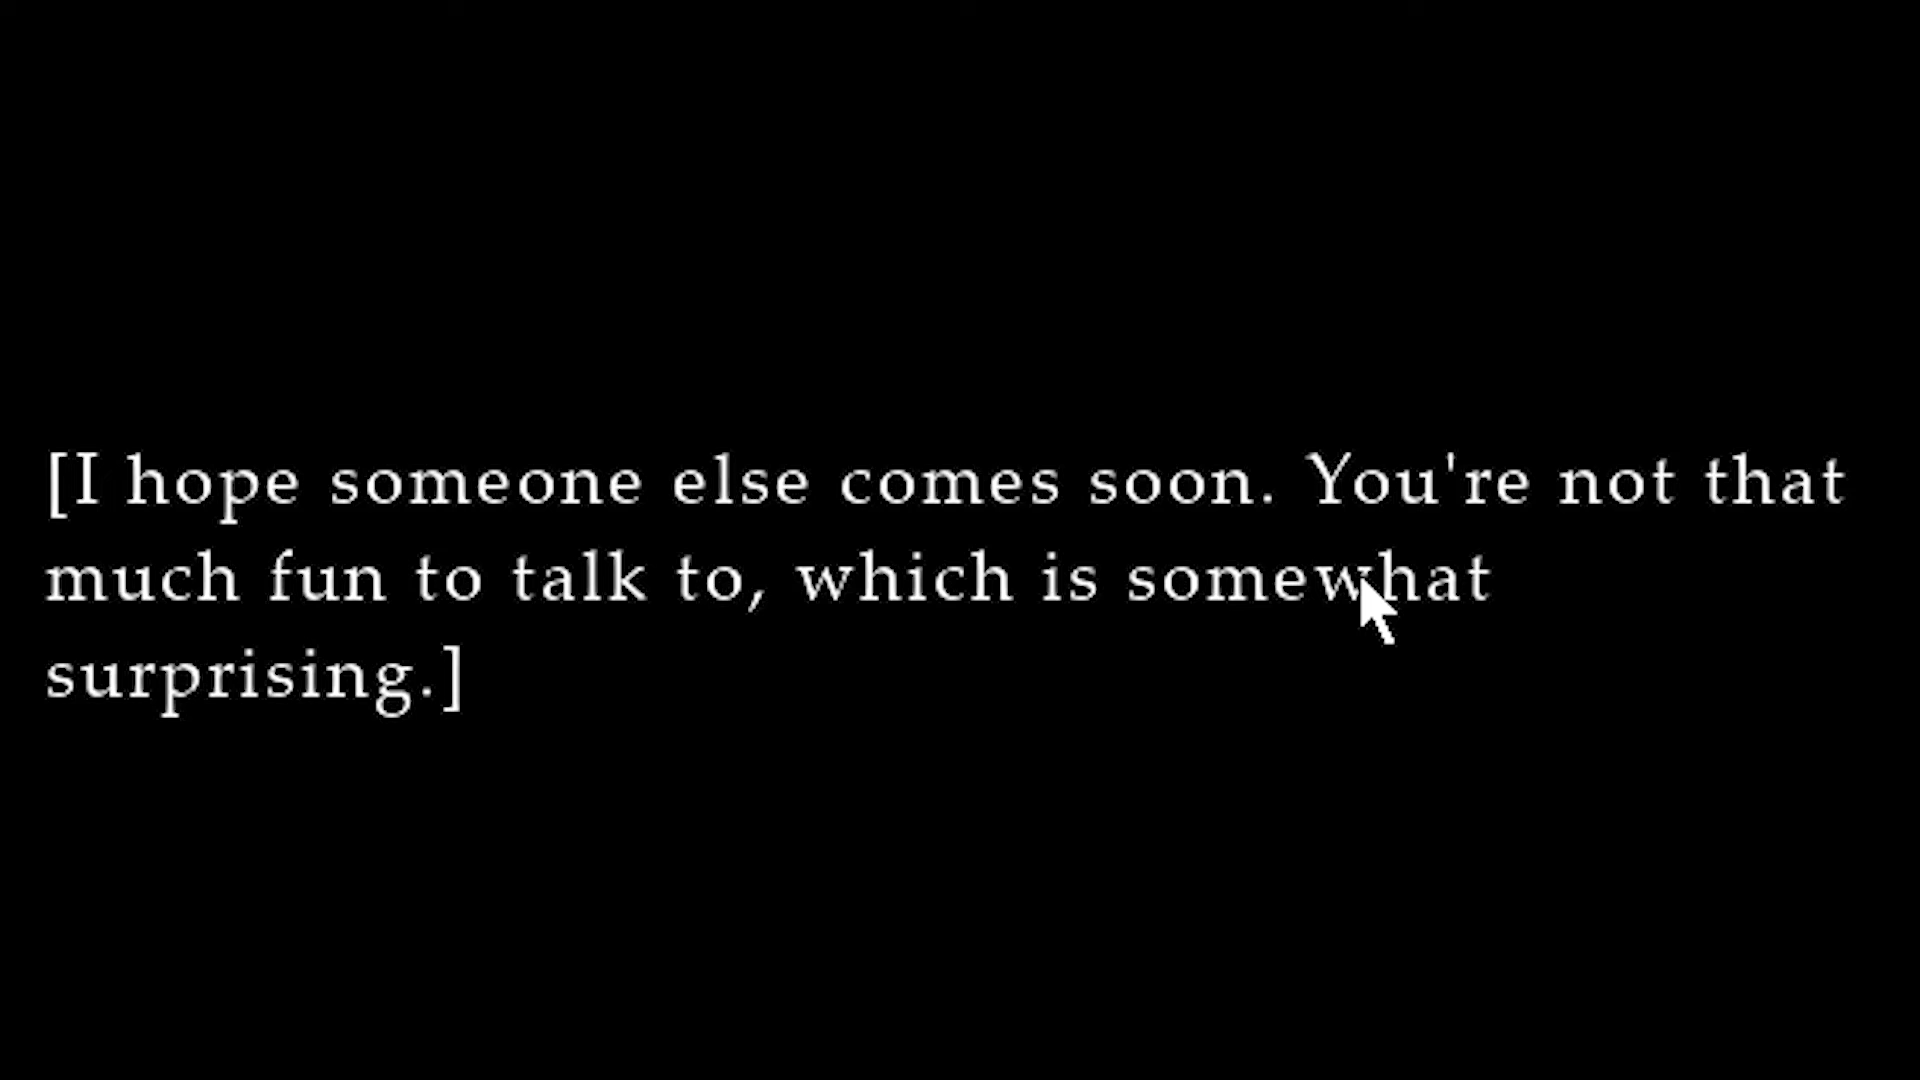 [I hope someone else comes soon. You're not that
much fun to talk to, which is somewhat
surprising.]